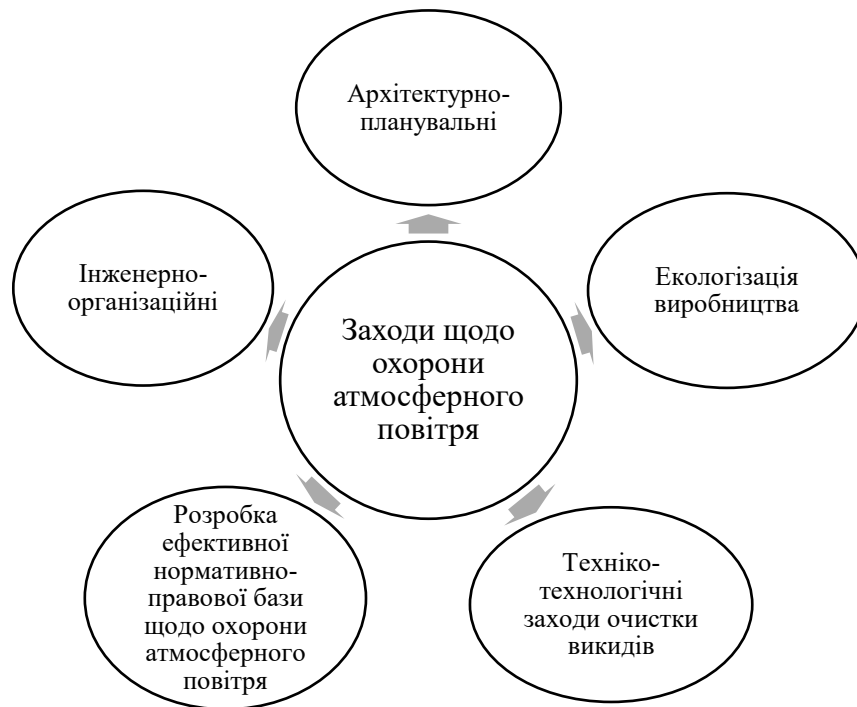 Архітектурно-
планувальні
Інженерно-
організаційні
Екологізація
виробництва
Заходи щодо
охорони
атмосферного
повітря
Розробка
ефективної
нормативно-
правової бази
щодо охорони
атмосферного
повітря
Техніко-
технологічні
заходи очистки
викидів